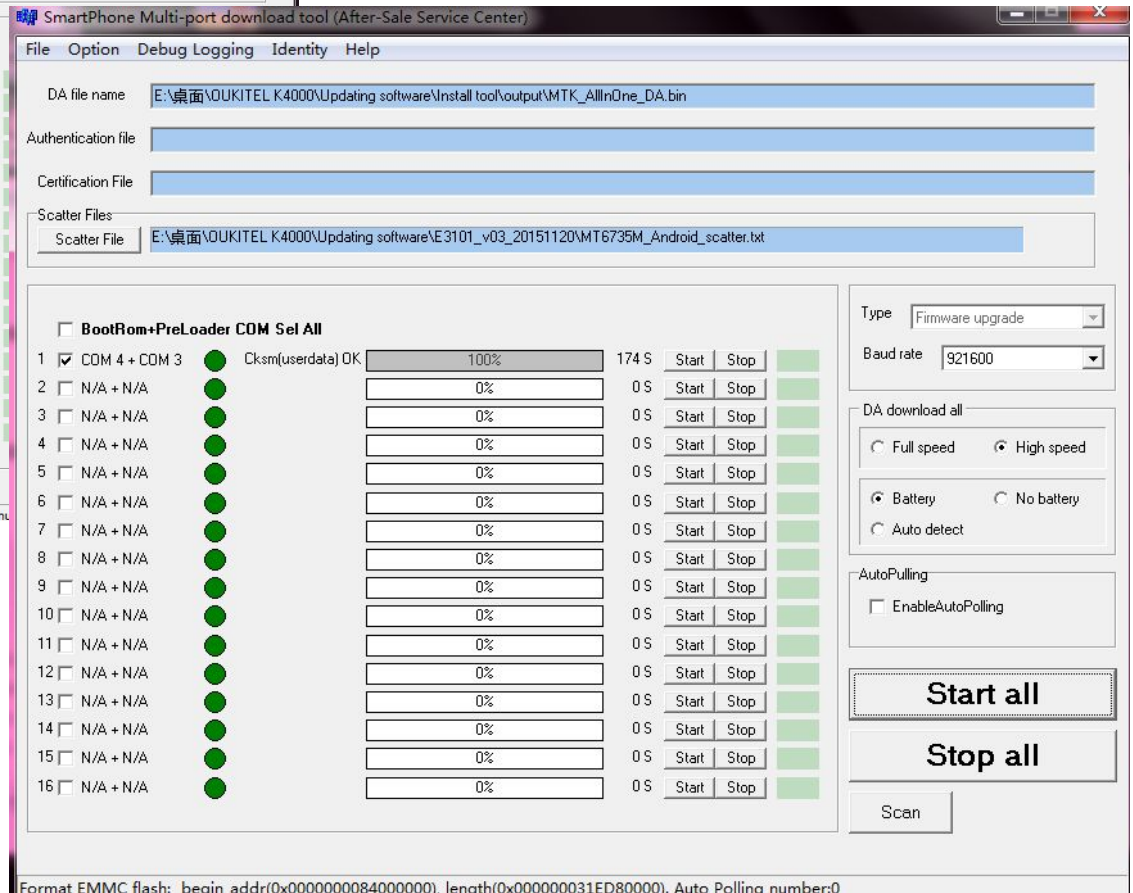 SmartPhone Multi-port download tool (After-Sale Service Center)
File Option Debug Logging Identity Help
DA file name E:\桌面\OUKITEL K4000\Updating software\Install tool\output\MTK_AllInOne_DA.bin
Authentication file
Certification File
Scatter Files
Scatter File E:\桌面\OUKITEL K4000\Updating software\E3101_v03_20151120\MT6735M_Android_scatter.txt
BootRom+PreLoader COM Sel All
1 COM 4 + COM 3 Cksm(userdata) OK 100% 174 S Start Stop
2 N/A + N/A 0% 0 S Start Stop
3 N/A + N/A 0% 0 S Start Stop
4 N/A + N/A 0% 0 S Start Stop
5 N/A + N/A 0% 0 S Start Stop
6 N/A + N/A 0% 0 S Start Stop
7 N/A + N/A 0% 0 S Start Stop
8 N/A + N/A 0% 0 S Start Stop
9 N/A + N/A 0% 0 S Start Stop
10 N/A + N/A 0% 0 S Start Stop
11 N/A + N/A 0% 0 S Start Stop
12 N/A + N/A 0% 0 S Start Stop
13 N/A + N/A 0% 0 S Start Stop
14 N/A + N/A 0% 0 S Start Stop
15 N/A + N/A 0% 0 S Start Stop
16 N/A + N/A 0% 0 S Start Stop
Type Firmware upgrade
Baud rate 921600
DA download all
Full speed High speed
Battery No battery
Auto detect
AutoPulling
EnableAutoPolling
Start all
Stop all
Scan
Format EMMC flash: begin addr(0x0000000084000000), length(0x000000031ED80000). Auto Polling number:0